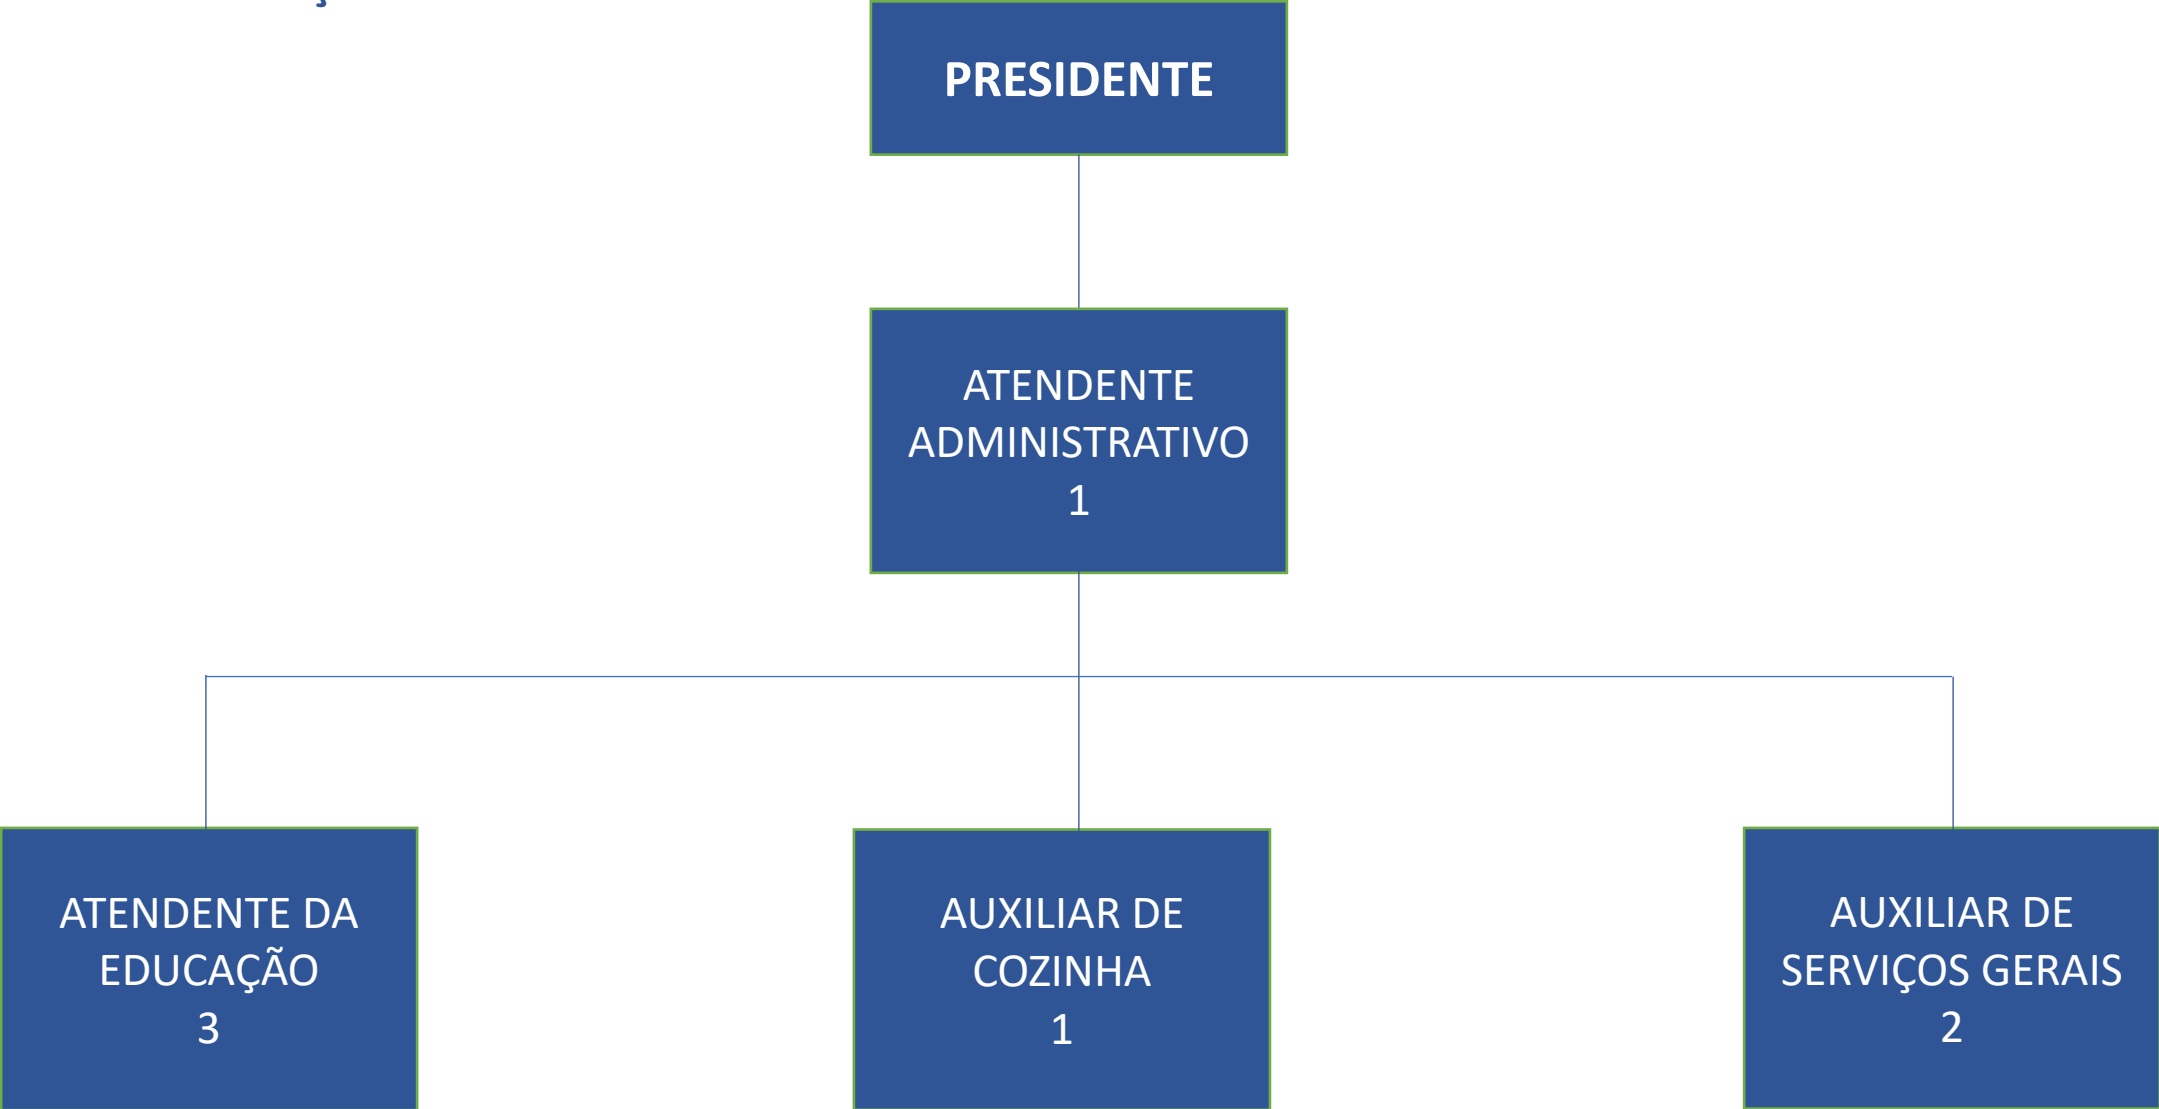 PRESIDENTE
ATENDENTE
ADMINISTRATIVO
1
ATENDENTE DA
EDUCAÇÃO
3
AUXILIAR DE
COZINHA
1
AUXILIAR DE
SERVIÇOS GERAIS
2